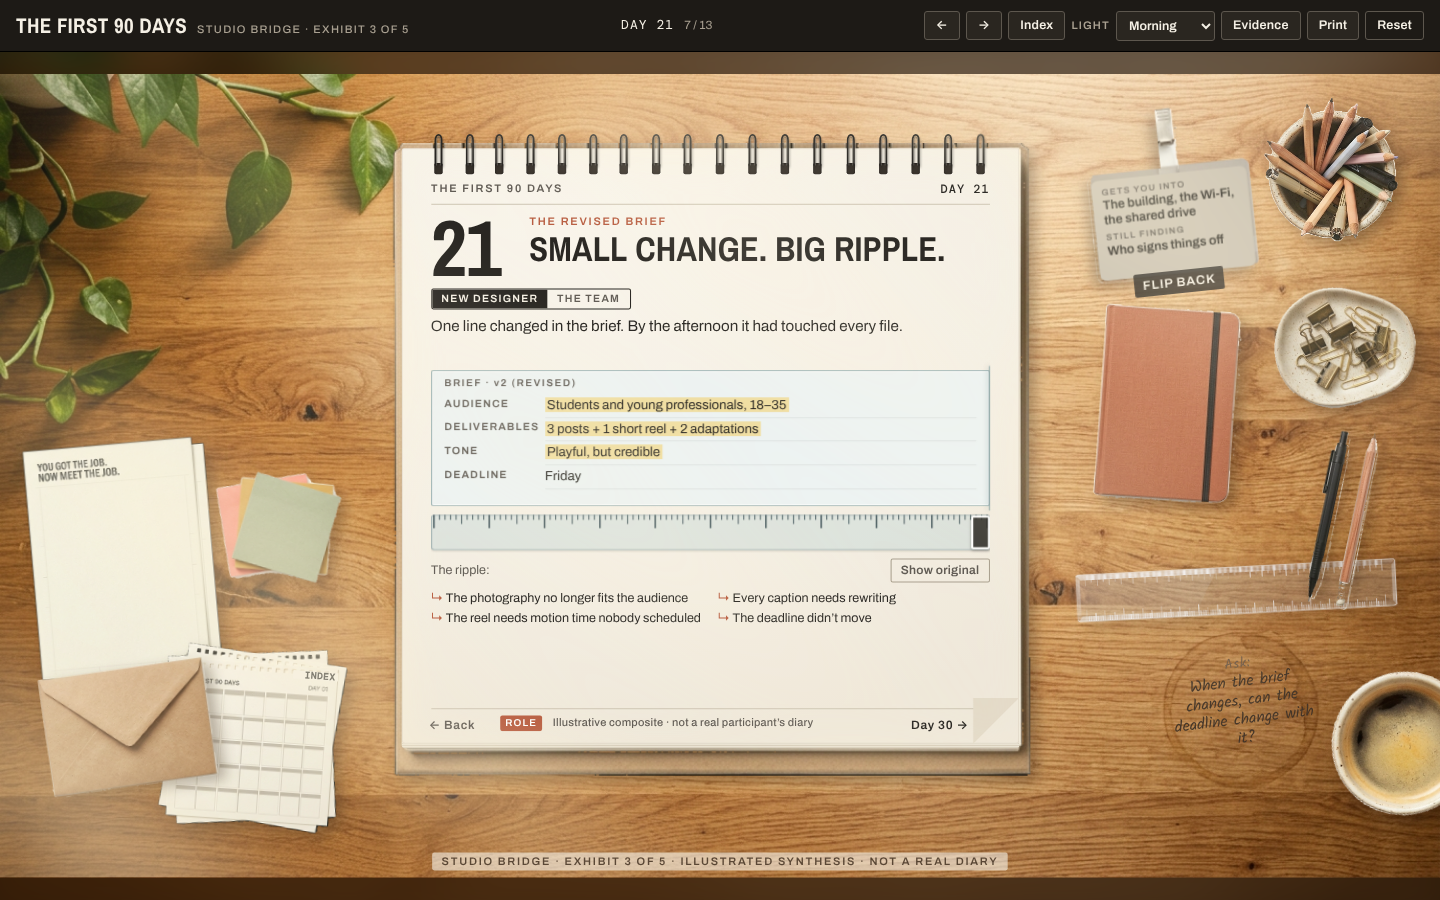 THE FIRST 90 DAYS STUDIO BRIDGE · EXHIBIT 3 OF 5
DAY 21 7/13
← → Index LIGHT Morning Evidence Print Reset
THE FIRST 90 DAYS DAY 21
21
THE REVISED BRIEF
SMALL CHANGE. BIG RIPPLE.
NEW DESIGNER THE TEAM
One line changed in the brief. By the afternoon it had touched every file.
BRIEF · v2 (REVISED)
AUDIENCE Students and young professionals, 18–35
DELIVERABLES 3 posts + 1 short reel + 2 adaptations
TONE Playful, but credible
DEADLINE Friday
The ripple: Show original
↳ The photography no longer fits the audience
↳ Every caption needs rewriting
↳ The reel needs motion time nobody scheduled
↳ The deadline didn’t move
← Back ROLE Illustrative composite · not a real participant’s diary Day 30 →
GETS YOU INTO
The building, the Wi-Fi,
the shared drive
STILL FINDING
Who signs things off
FLIP BACK
YOU GOT THE JOB.
NOW MEET THE JOB.
INDEX
DAY 21
ST 90 DAYS
Ask:
When the brief
changes, can the
deadline change with
it?
STUDIO BRIDGE · EXHIBIT 3 OF 5 · ILLUSTRATED SYNTHESIS · NOT A REAL DIARY